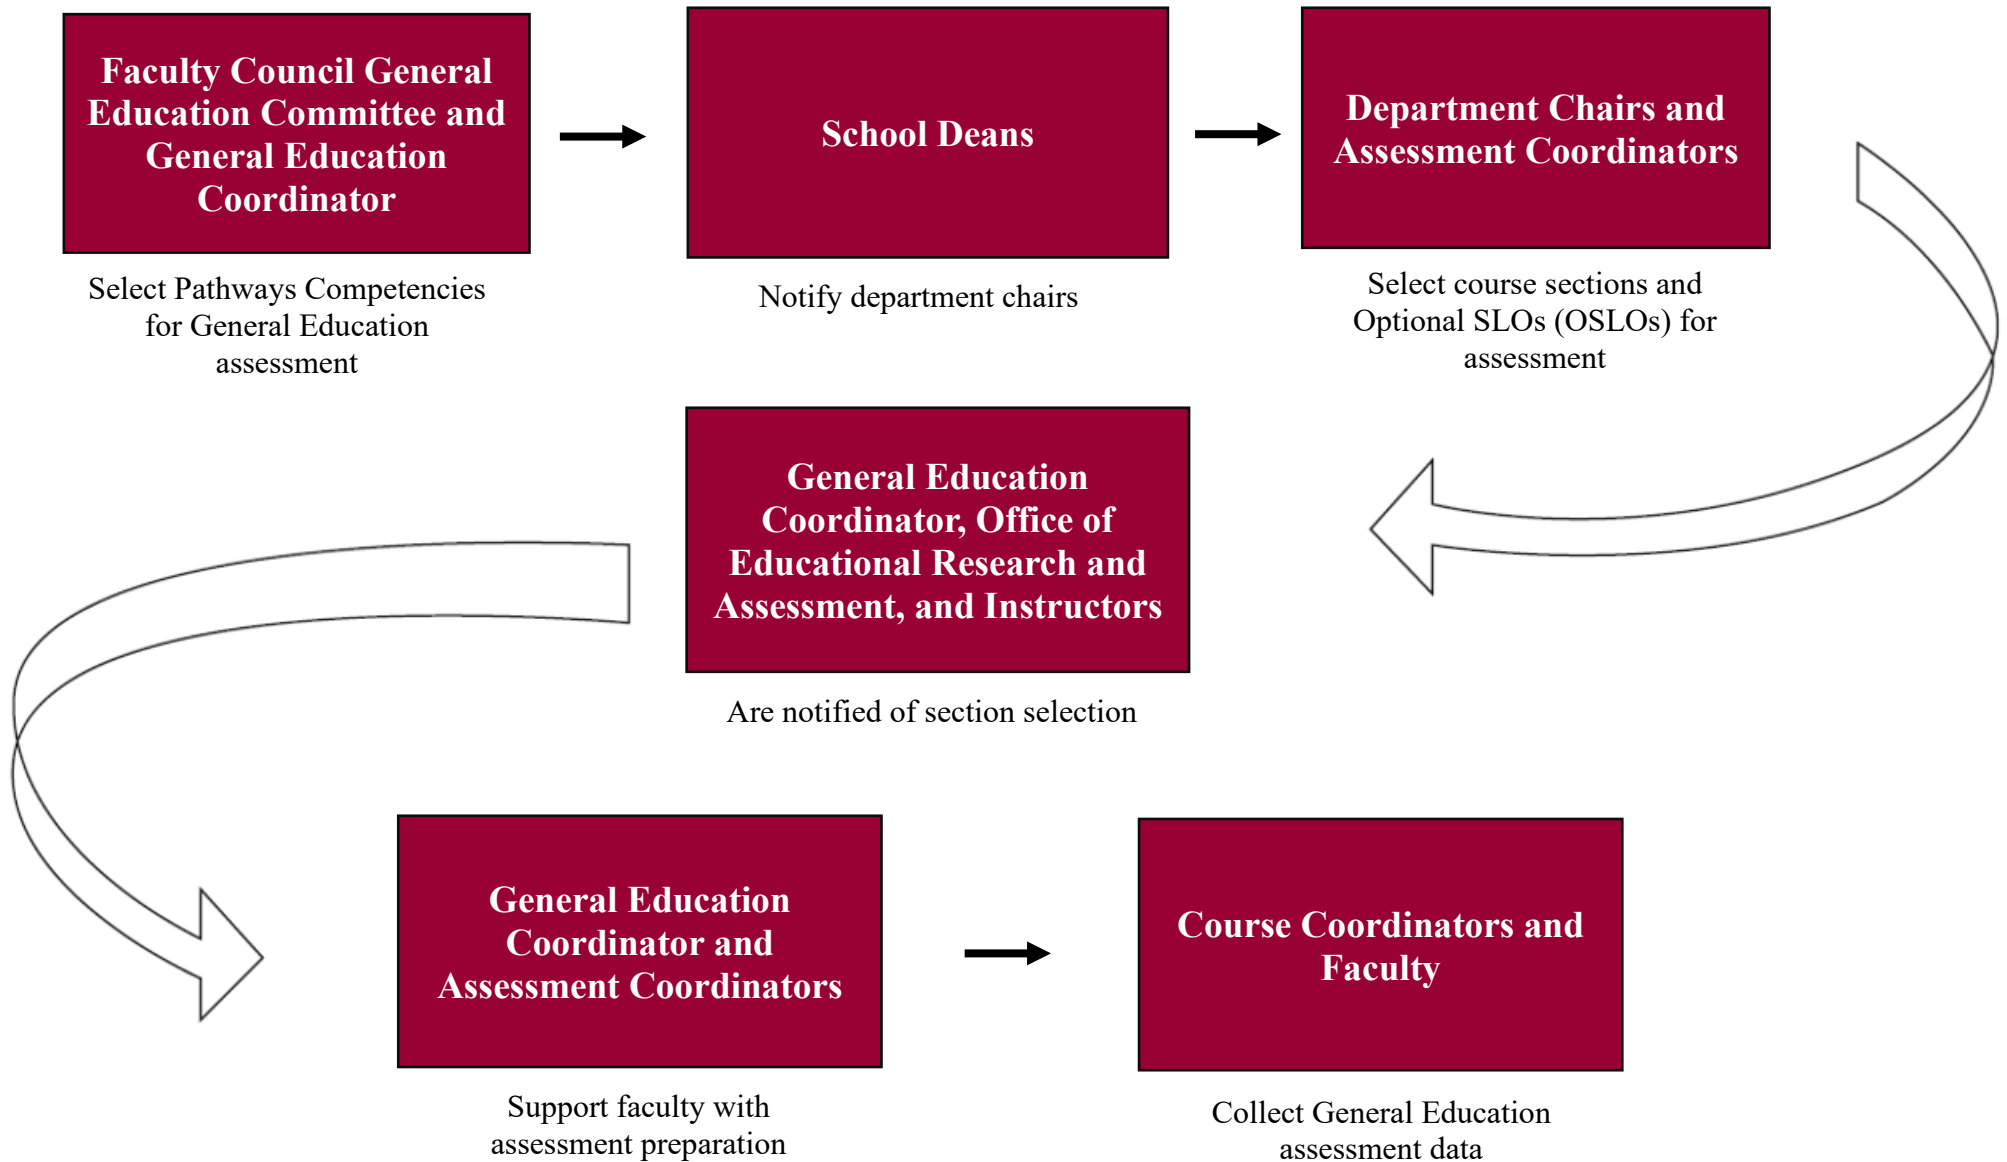 Faculty Council General
Education Committee and
General Education
Coordinator
Select Pathways Competencies
for General Education
assessment
School Deans
Notify department chairs
Department Chairs and
Assessment Coordinators
Select course sections and
Optional SLOs (OSLOs) for
assessment
General Education
Coordinator, Office of
Educational Research and
Assessment, and Instructors
Are notified of section selection
General Education
Coordinator and
Assessment Coordinators
Support faculty with
assessment preparation
Course Coordinators and
Faculty
Collect General Education
assessment data